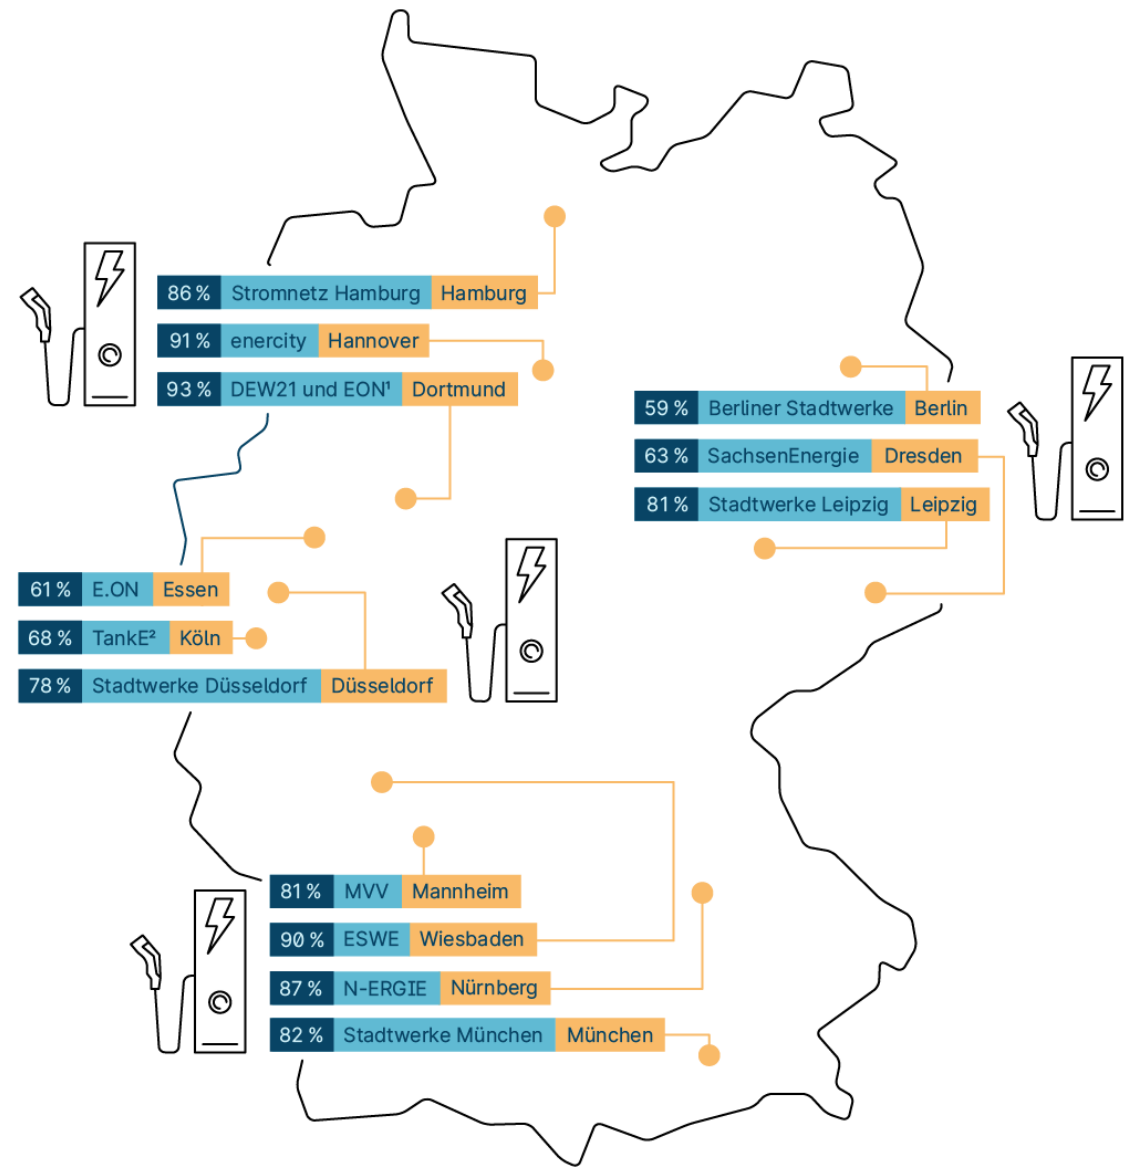 86 % Stromnetz Hamburg Hamburg
91 % enercity Hannover
93 % DEW21 und EON¹ Dortmund
59 % Berliner Stadtwerke Berlin
63 % SachsenEnergie Dresden
81 % Stadtwerke Leipzig Leipzig
61 % E.ON Essen
68 % TankE² Köln
78 % Stadtwerke Düsseldorf Düsseldorf
81 % MVV Mannheim
90 % ESWE Wiesbaden
87 % N-ERGIE Nürnberg
82 % Stadtwerke München München